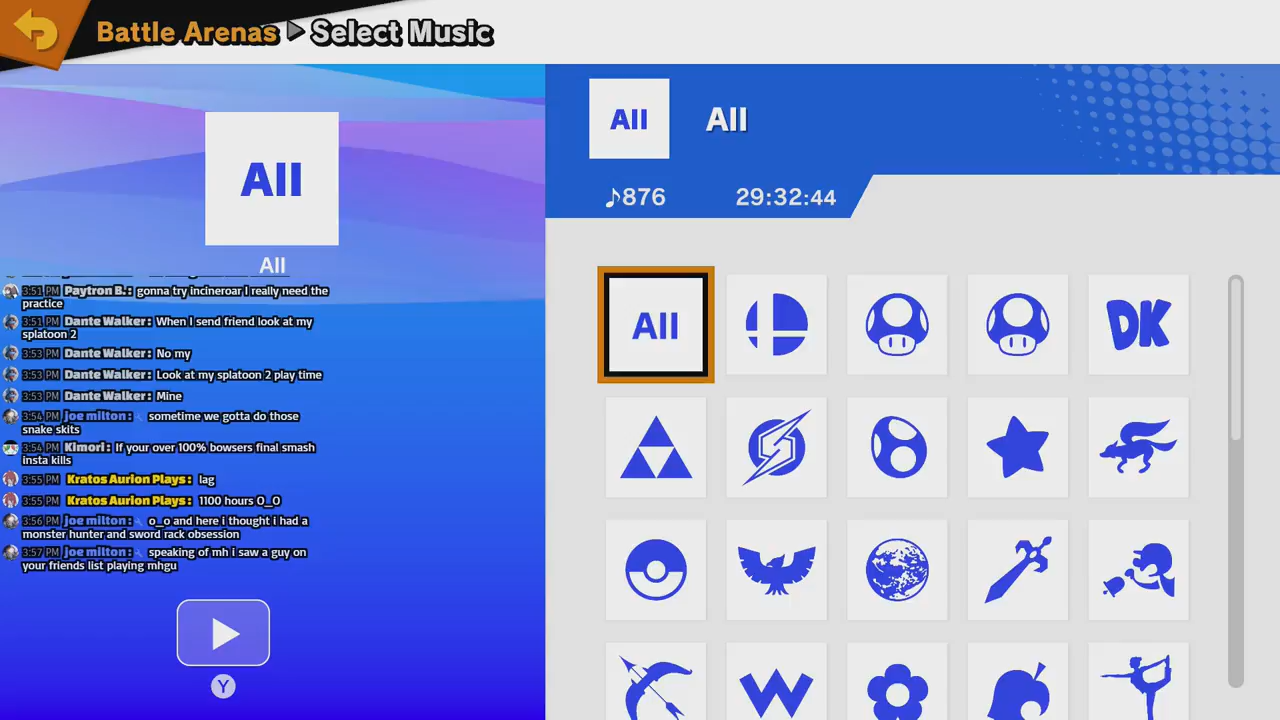 Battle Arenas ▶ Select Music
All
All
All
♪876 29:32:44
All
3:51 PM Paytron B.: gonna try incineroar I really need the
practice
3:51 PM Dante Walker: When I send friend look at my
splatoon 2
3:53 PM Dante Walker: No my
3:53 PM Dante Walker: Look at my splatoon 2 play time
3:53 PM Dante Walker: Mine
3:54 PM joe milton: sometime we gotta do those
snake skits
3:54 PM Kimori: If your over 100% bowsers final smash
insta kills
3:55 PM Kratos Aurion Plays: lag
3:55 PM Kratos Aurion Plays: 1100 hours O_O
3:56 PM joe milton: o_o and here i thought i had a
monster hunter and sword rack obsession
3:57 PM joe milton: speaking of mh i saw a guy on
your friends list playing mhgu
Y
All
DK